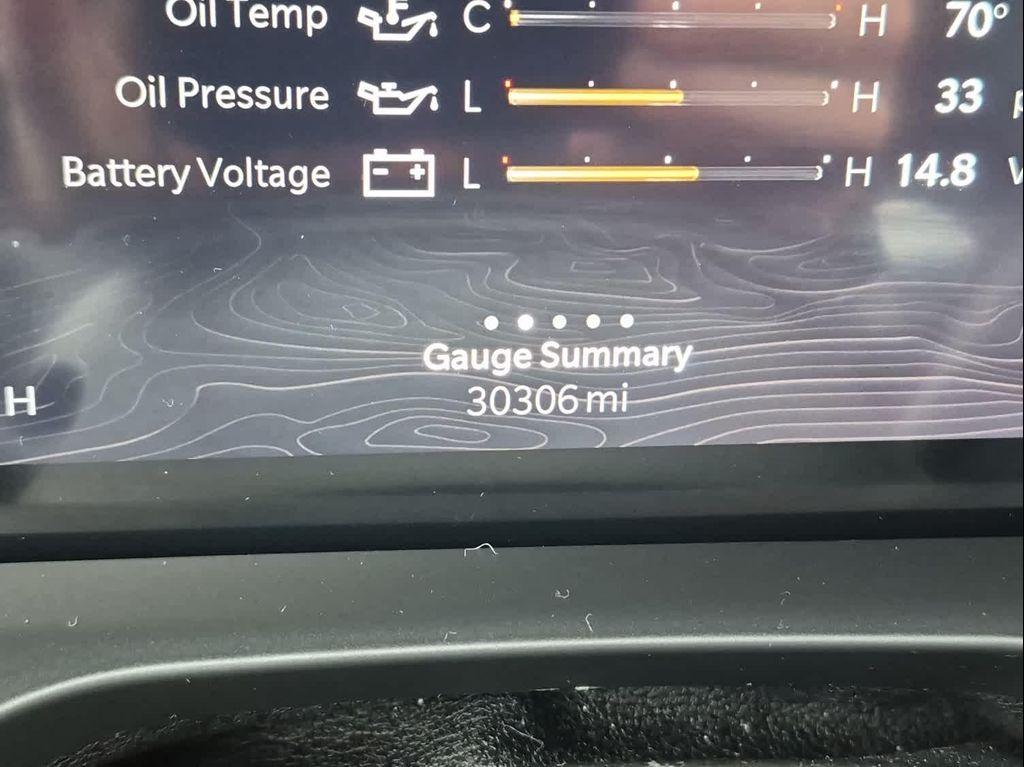 Oil Temp C H 70°
Oil Pressure L H 33
Battery Voltage L H 14.8 V
Gauge Summary
H 30306 mi